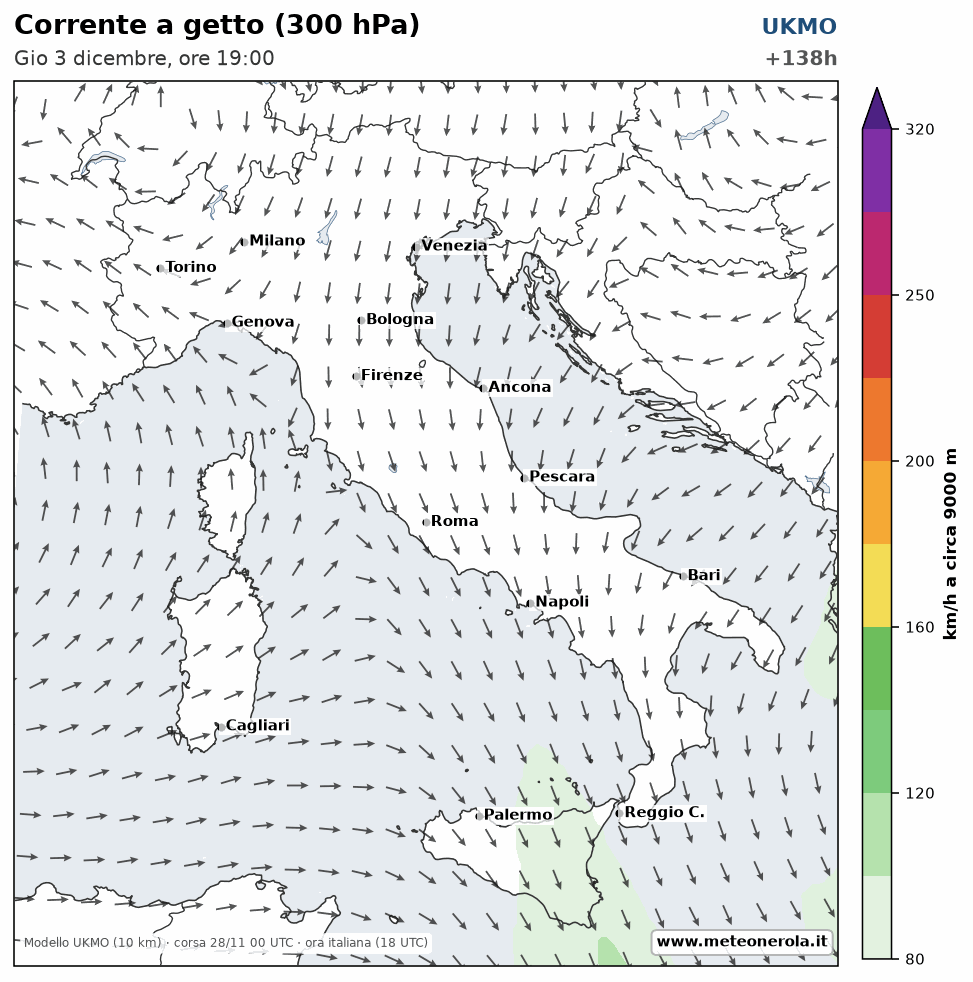 Corrente a getto (300 hPa)
UKMO
Gio 3 dicembre, ore 19:00
+138h
Milano
Venezia
Torino
Genova
Bologna
Firenze
Ancona
Pescara
Roma
Bari
Napoli
Cagliari
Palermo
Reggio C.
Modello UKMO (10 km) · corsa 28/11 00 UTC · ora italiana (18 UTC)
www.meteonerola.it
320
250
200
160
120
80
km/h a circa 9000 m